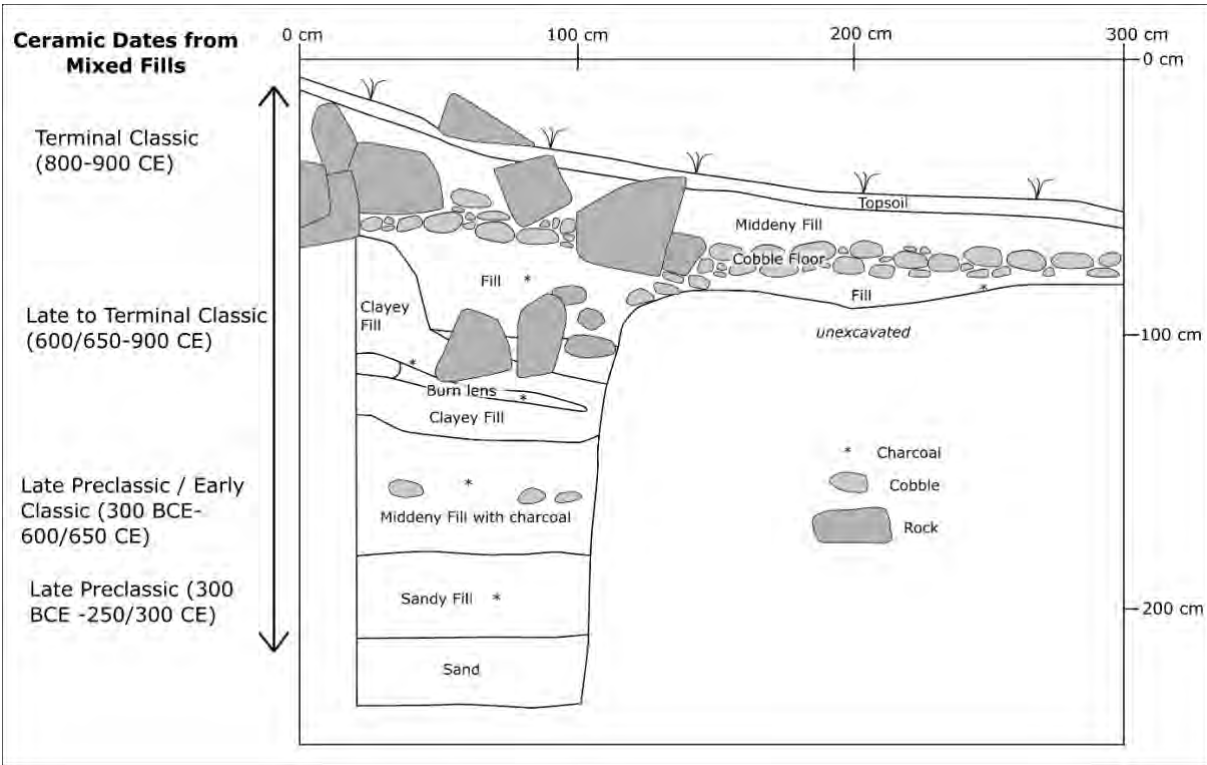 Ceramic Dates from
Mixed Fills
0 cm
100 cm
200 cm
300 cm
0 cm
Terminal Classic
(800-900 CE)
Topsoil
Middeny Fill
Cobble Floor
Fill *
Fill *
Clayey
Fill
Late to Terminal Classic
(600/650-900 CE)
unexcavated
100 cm
*
Burn lens
*
Clayey Fill
* Charcoal
Cobble
Rock
Late Preclassic / Early
Classic (300 BCE-
600/650 CE)
*
Middeny Fill with charcoal
Late Preclassic (300
BCE -250/300 CE)
Sandy Fill *
200 cm
Sand